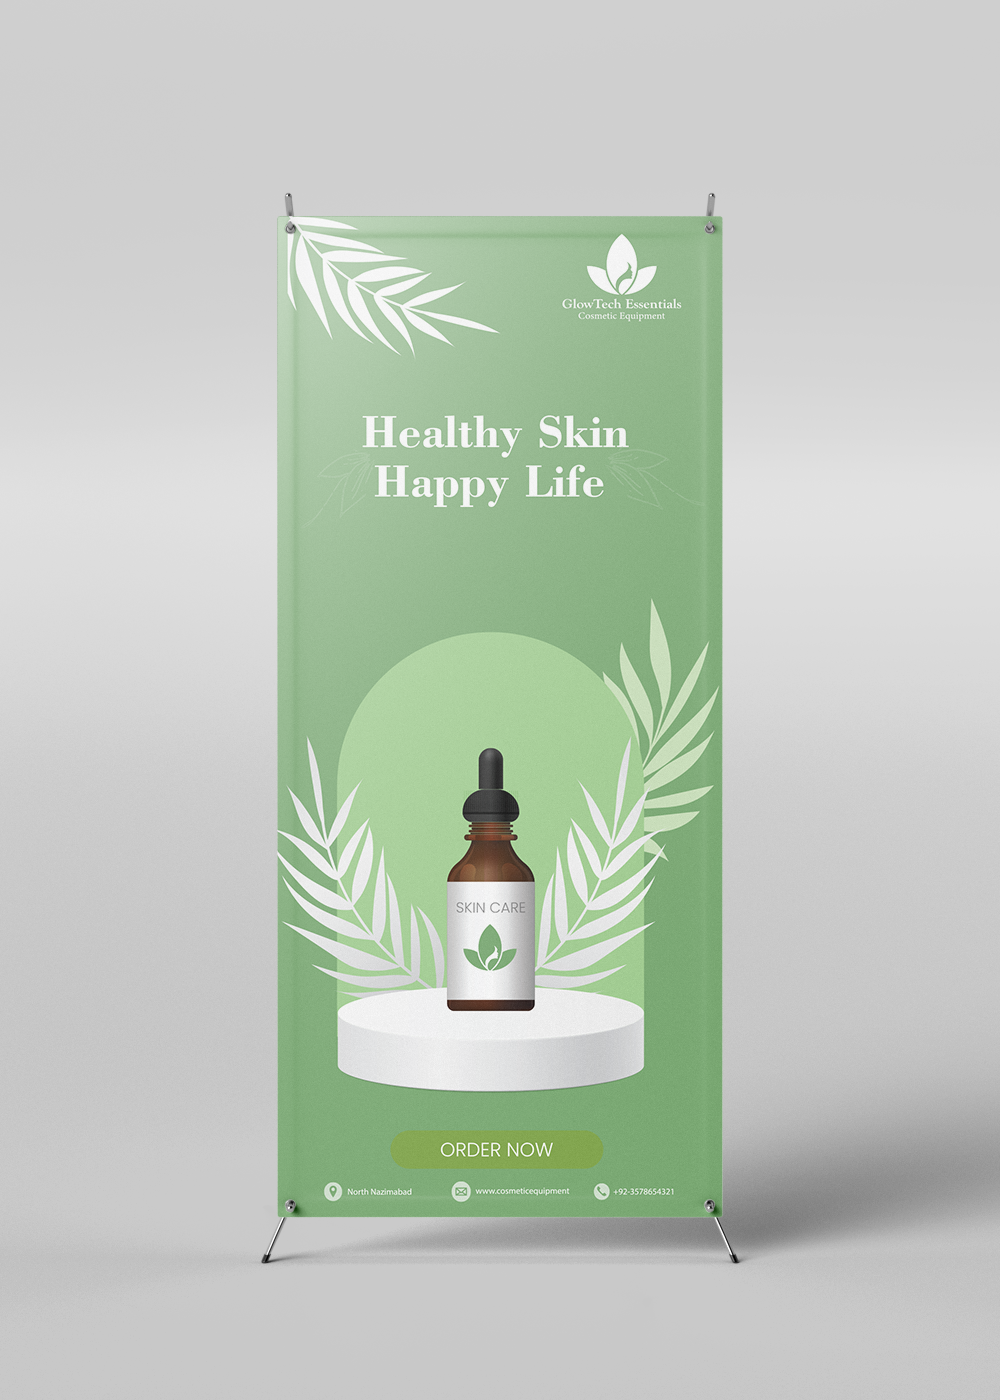 GlowTech Essentials
Cosmetic Equipment
Healthy Skin
Happy Life
SKIN CARE
ORDER NOW
North Nazimabad
www.cosmeticequipment
+92-3578654321